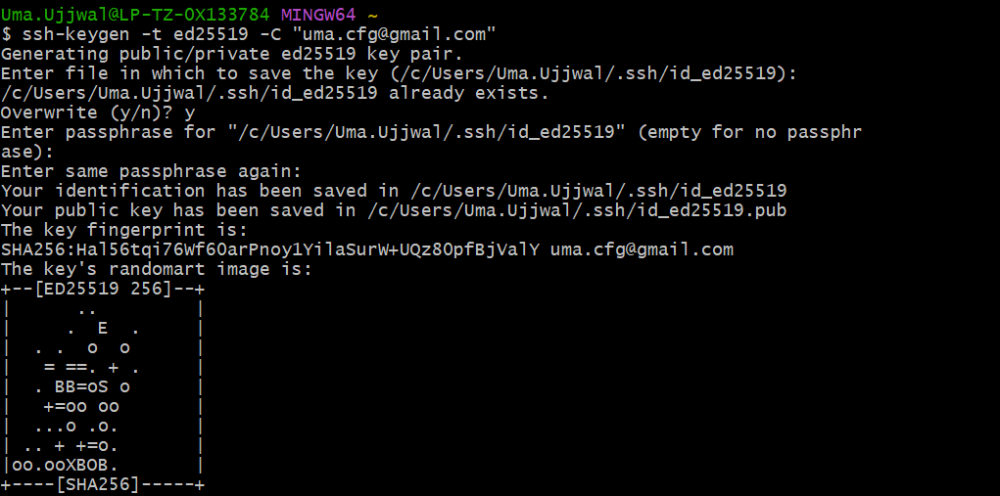 Uma.Ujjwal@LP-TZ-OX133784 MINGW64 ~
$ ssh-keygen -t ed25519 -C "uma.cfg@gmail.com"
Generating public/private ed25519 key pair.
Enter file in which to save the key (/c/Users/Uma.Ujjwal/.ssh/id_ed25519):
/c/Users/Uma.Ujjwal/.ssh/id_ed25519 already exists.
Overwrite (y/n)? y
Enter passphrase for "/c/Users/Uma.Ujjwal/.ssh/id_ed25519" (empty for no passphr
ase):
Enter same passphrase again:
Your identification has been saved in /c/Users/Uma.Ujjwal/.ssh/id_ed25519
Your public key has been saved in /c/Users/Uma.Ujjwal/.ssh/id_ed25519.pub
The key fingerprint is:
SHA256:Hal56tqi76Wf6OarPnoy1YilaSurW+UQz8OpfBjValY uma.cfg@gmail.com
The key's randomart image is:
+--[ED25519 256]--+
|      ..         |
|     .  E  .     |
|  . .  o  o      |
|   = ==. + .     |
|  . BB=oS o      |
|   +=oo oo       |
|  ...o .o.       |
| .. + +=o.       |
|oo.ooXBOB.       |
+----[SHA256]-----+